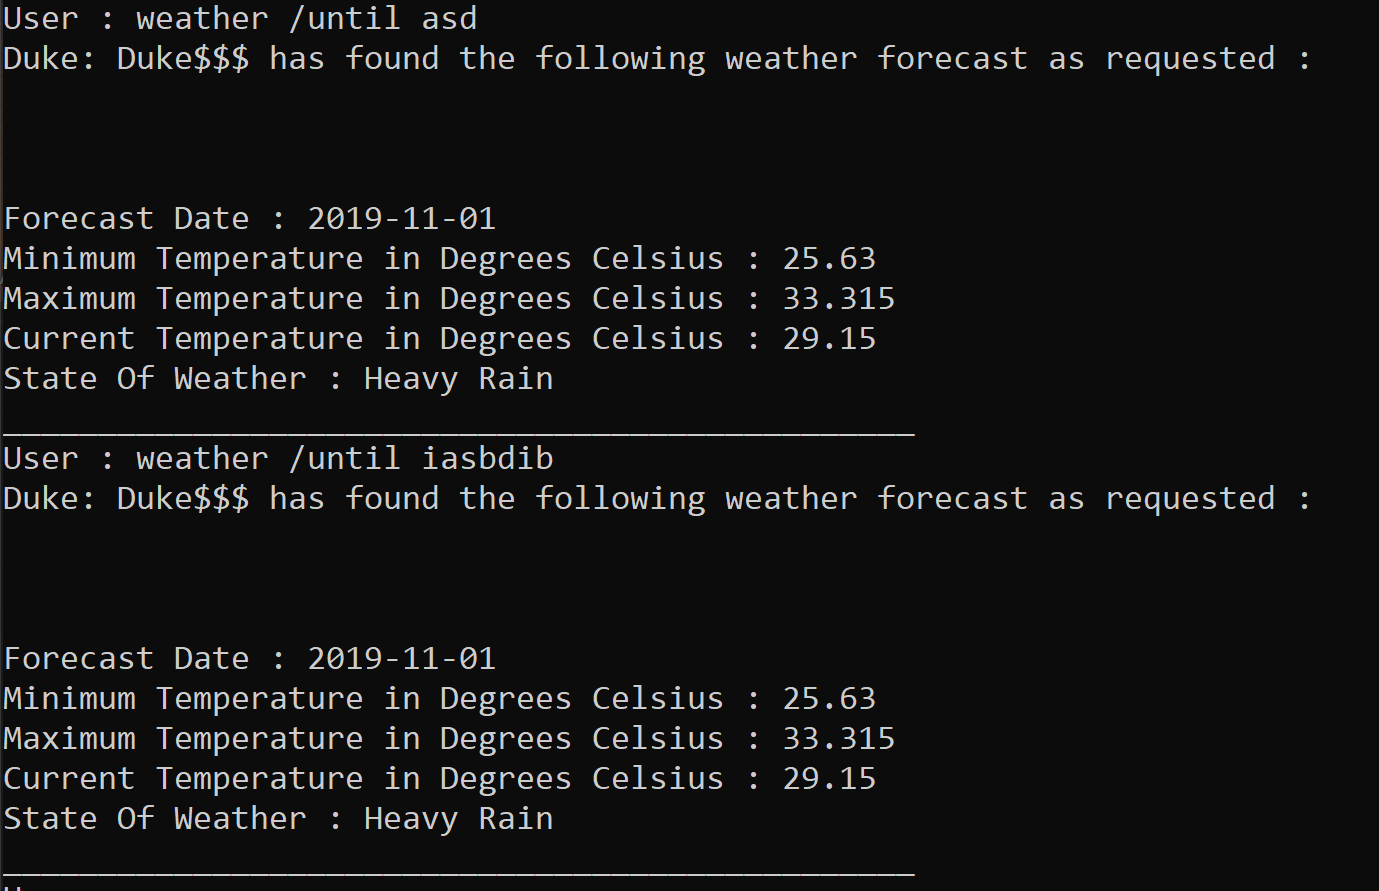 User : weather /until asd
Duke: Duke$$$ has found the following weather forecast as requested :
Forecast Date : 2019-11-01
Minimum Temperature in Degrees Celsius : 25.63
Maximum Temperature in Degrees Celsius : 33.315
Current Temperature in Degrees Celsius : 29.15
State Of Weather : Heavy Rain
________________________________________________
User : weather /until iasbdib
Duke: Duke$$$ has found the following weather forecast as requested :
Forecast Date : 2019-11-01
Minimum Temperature in Degrees Celsius : 25.63
Maximum Temperature in Degrees Celsius : 33.315
Current Temperature in Degrees Celsius : 29.15
State Of Weather : Heavy Rain
________________________________________________